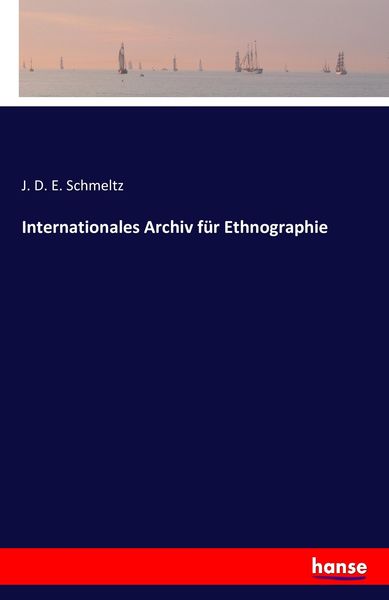 J. D. E. Schmeltz
Internationales Archiv für Ethnographie
hanse